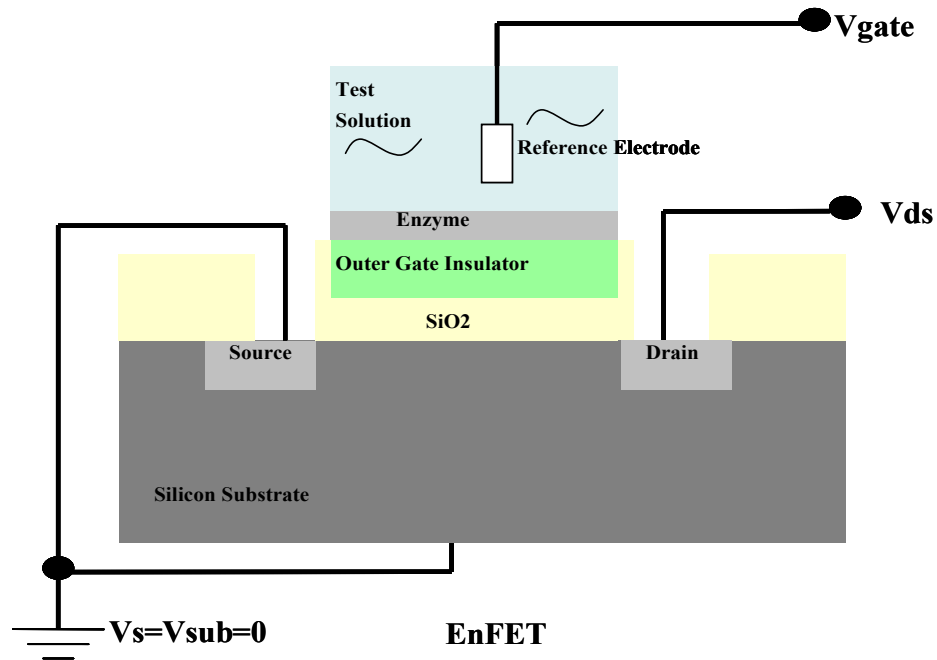 Vgate
Test
Solution
Reference Electrode
Vds
Enzyme
Outer Gate Insulator
SiO2
Source
Drain
Silicon Substrate
Vs=Vsub=0
EnFET